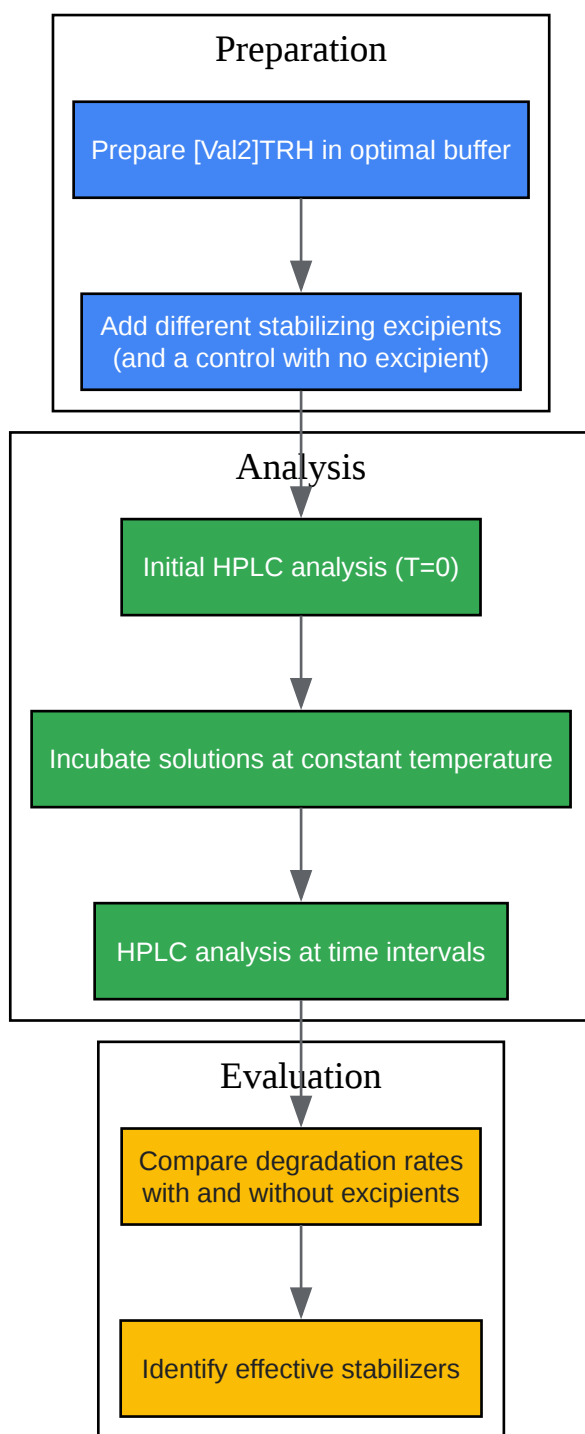 Preparation
Prepare [Val2]TRH in optimal buffer
Add different stabilizing excipients
(and a control with no excipient)
Analysis
Initial HPLC analysis (T=0)
Incubate solutions at constant temperature
HPLC analysis at time intervals
Evaluation
Compare degradation rates
with and without excipients
Identify effective stabilizers